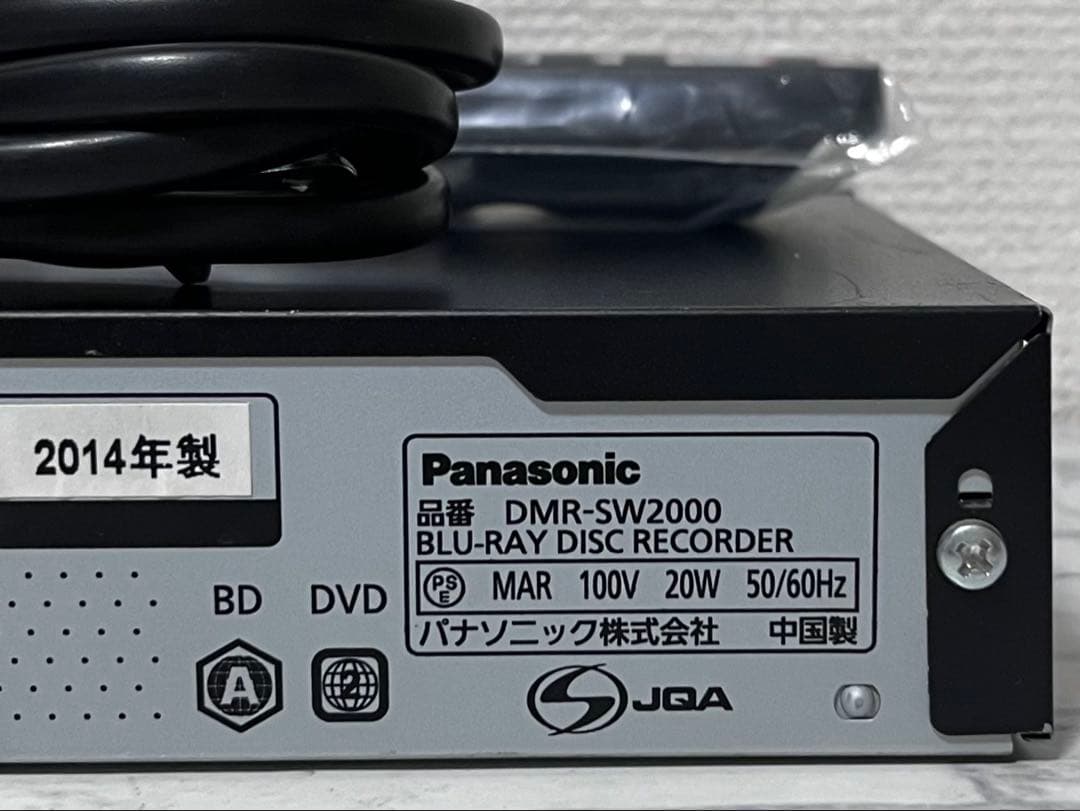 2014年製
Panasonic
品番 DMR-SW2000
BLU-RAY DISC RECORDER
PSE MAR 100V 20W 50/60Hz
パナソニック株式会社 中国製
BD DVD
A 2
JQA